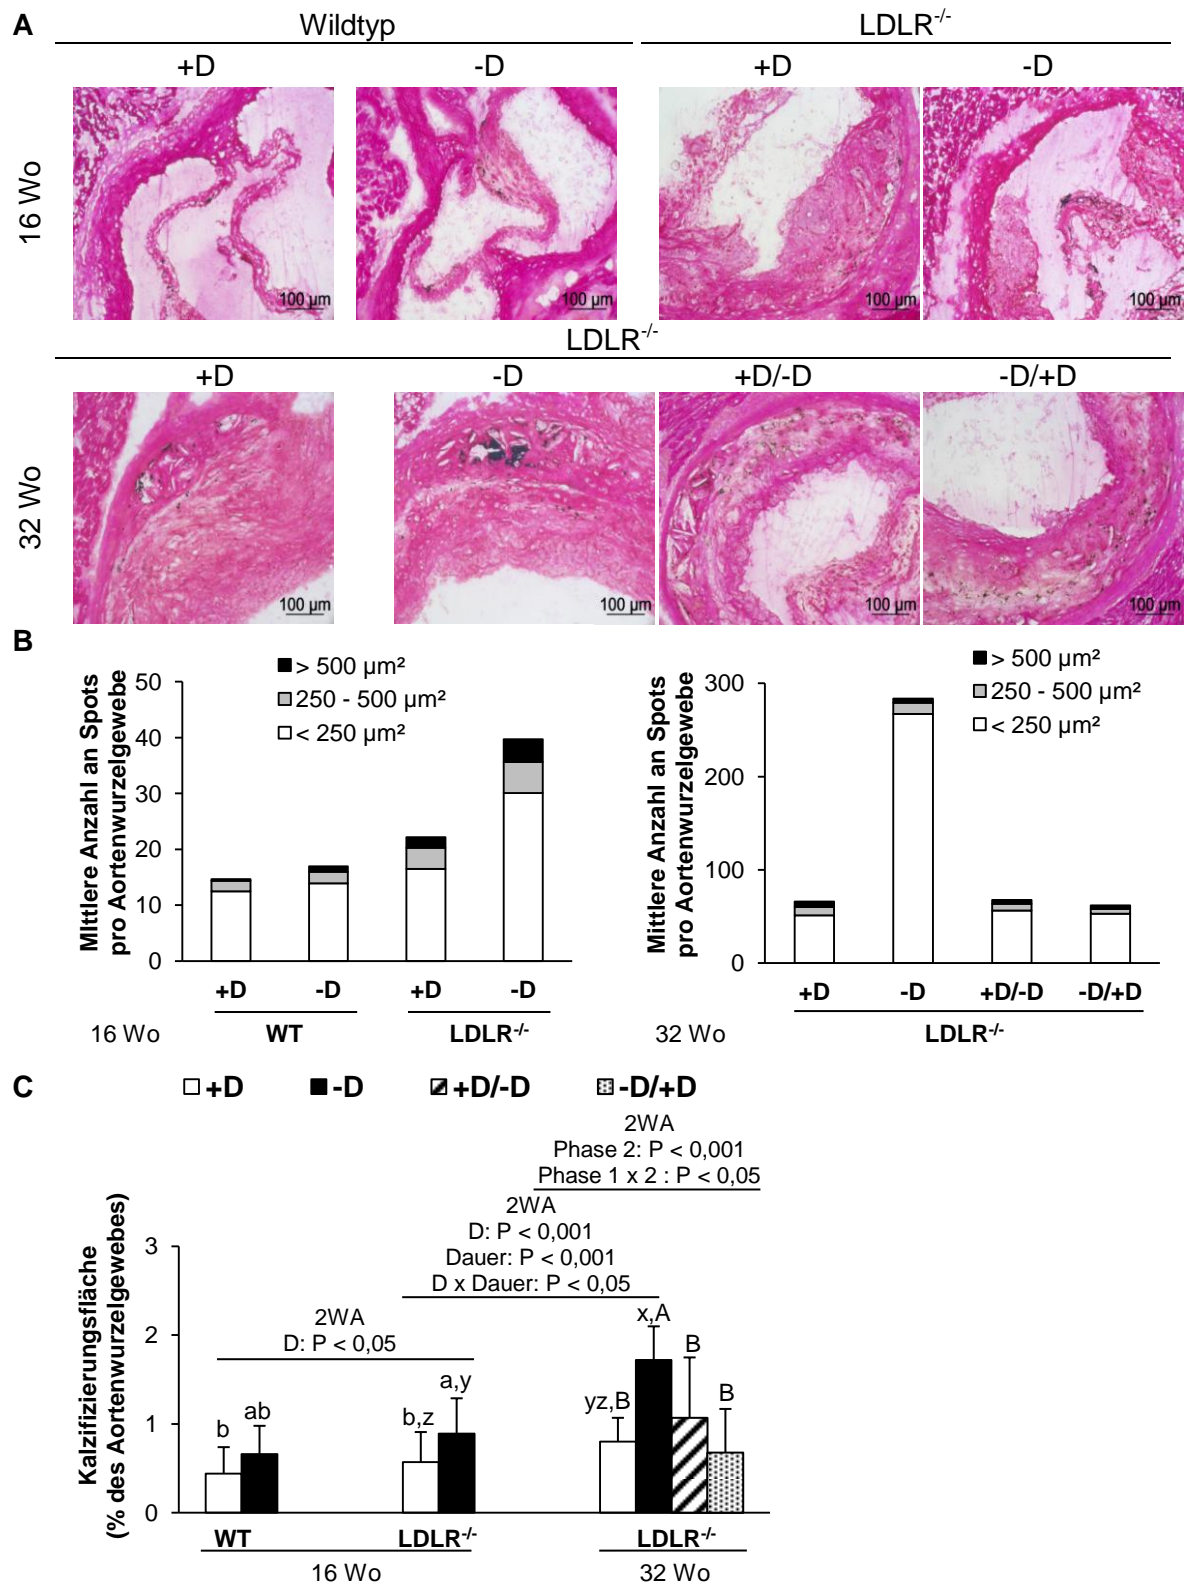 A
Wildtyp
LDLR-/-
+D
-D
+D
-D
16 Wo
100 µm
100 µm
100 µm
100 µm
LDLR-/-
+D
-D
+D/-D
-D/+D
32 Wo
100 µm
100 µm
100 µm
100 µm
B
MIttlere Anzahl an Spots
pro Aortenwurzelgewebe
50
40
30
20
10
0
> 500 µm²
250 - 500 µm²
< 250 µm²
+D
-D
+D
-D
16 Wo
WT
LDLR-/-
Mittlere Anzahl an Spots
pro Aortenwurzelgewebe
300
200
100
0
> 500 µm²
250 - 500 µm²
< 250 µm²
+D
-D
+D/-D
-D/+D
32 Wo
LDLR-/-
C
+D
-D
+D/-D
-D/+D
2WA
Phase 2: P < 0,001
Phase 1 x 2 : P < 0,05
2WA
D: P < 0,001
Dauer: P < 0,001
D x Dauer: P < 0,05
2WA
D: P < 0,05
Kalzifizierungsfläche
(% des Aortenwurzelgewebes)
3
2
1
0
b
ab
b,z
a,y
yz,B
x,A
B
B
WT
LDLR-/-
LDLR-/-
16 Wo
32 Wo